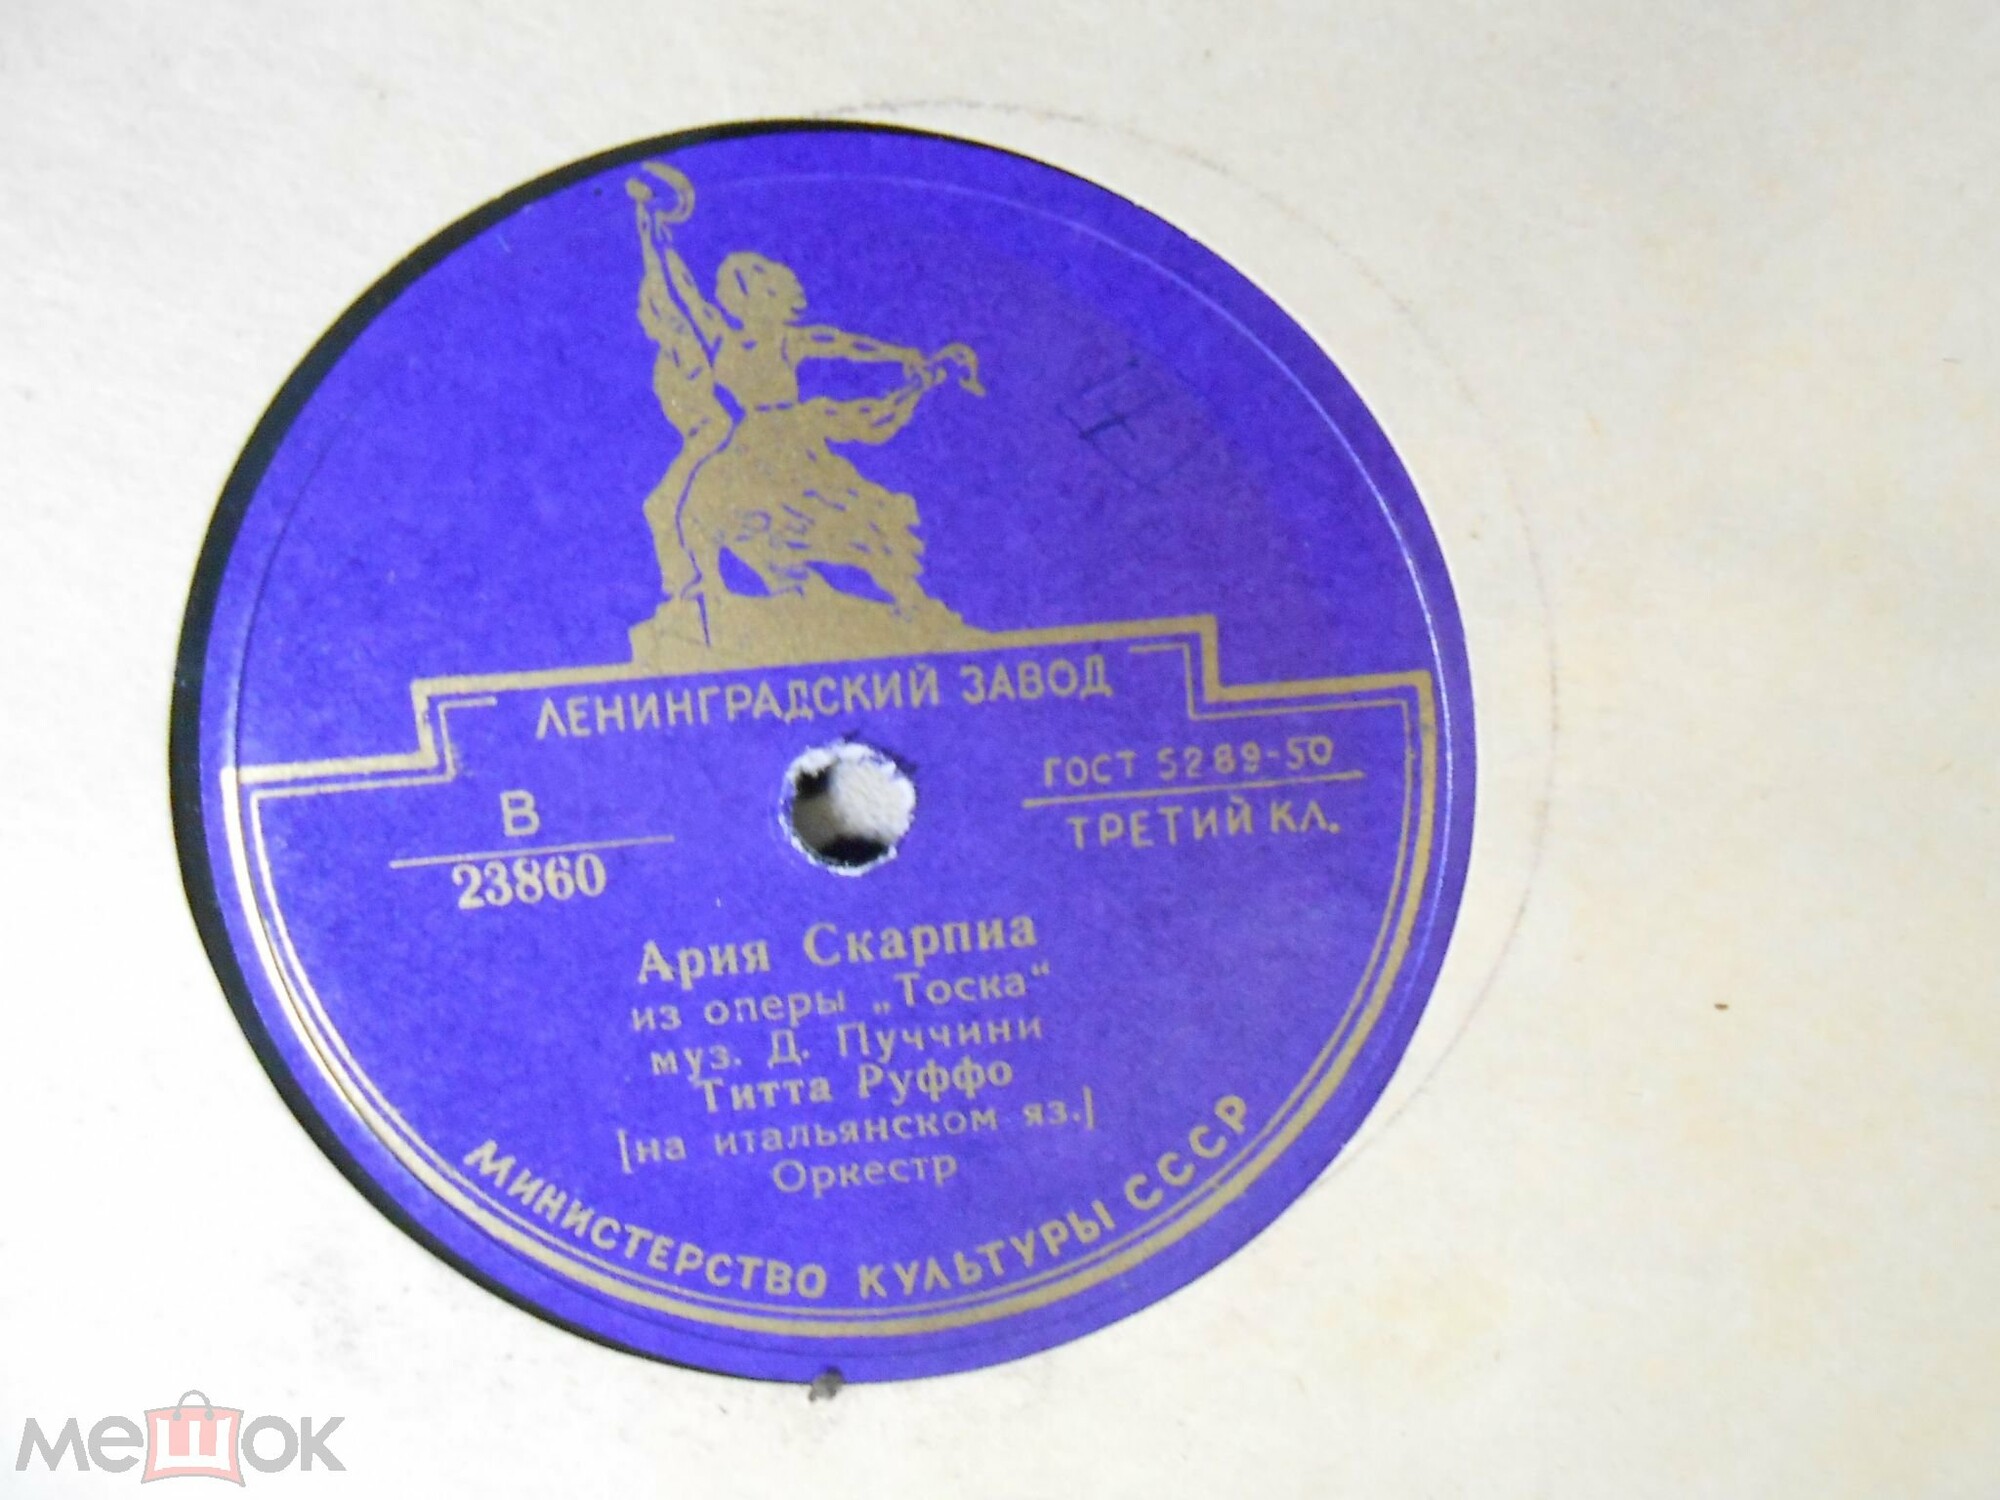 ЛЕНИНГРАДСКИЙ ЗАВОД
В
23860
ГОСТ 5289-50
ТРЕТИЙ КЛ.
Ария Скарпиа
из оперы „Тоска“
муз. Д. Пуччини
Титта Руффо
[на итальянском яз.]
Оркестр
МИНИСТЕРСТВО КУЛЬТУРЫ СССР
мешок